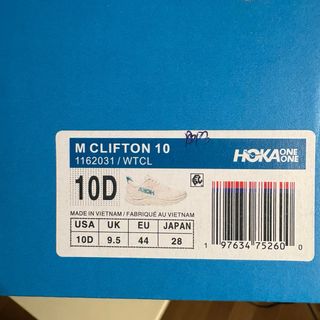 M CLIFTON 10
1162031 / WTCL
HOKA ONE ONE
10D
HOKA
MADE IN VIETNAM / FABRIQUÉ AU VIETNAM
USA UK EU JAPAN
10D 9.5 44 28
1 97634 75260 0